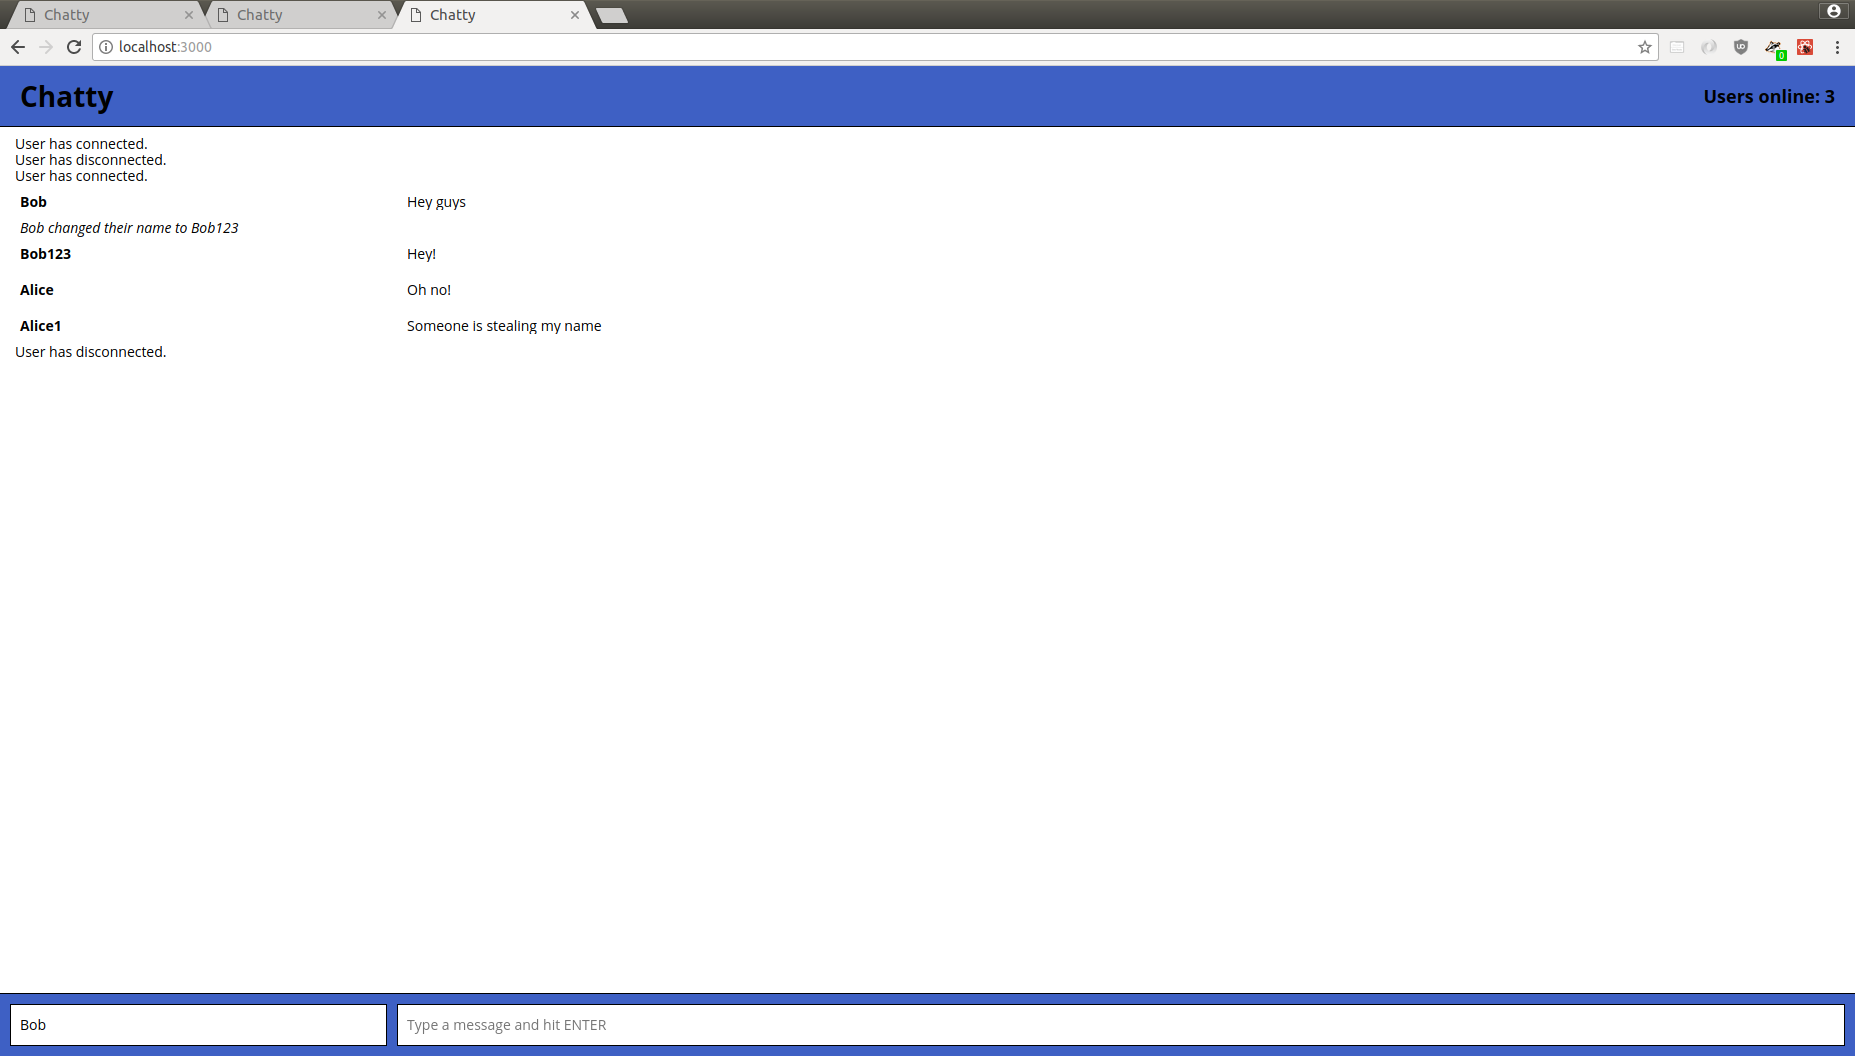 Chatty Chatty Chatty
localhost:3000
0
Chatty Users online: 3
User has connected.
User has disconnected.
User has connected.
Bob Hey guys
Bob changed their name to Bob123
Bob123 Hey!
Alice Oh no!
Alice1 Someone is stealing my name
User has disconnected.
Bob Type a message and hit ENTER